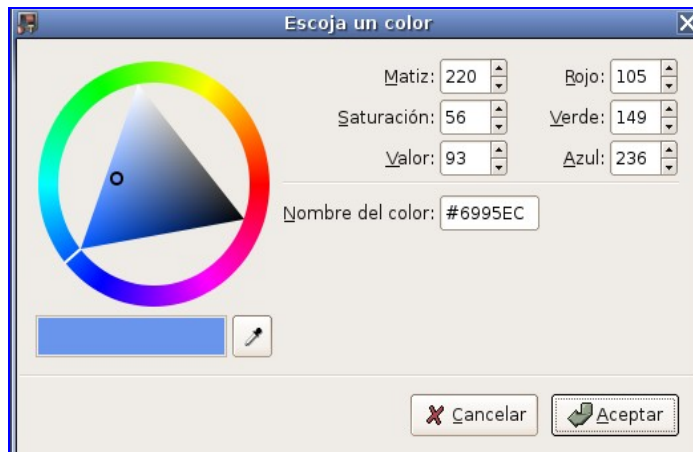 Escoja un color
Matiz: 220 Rojo: 105
Saturación: 56 Verde: 149
Valor: 93 Azul: 236
Nombre del color: #6995EC
Cancelar Aceptar